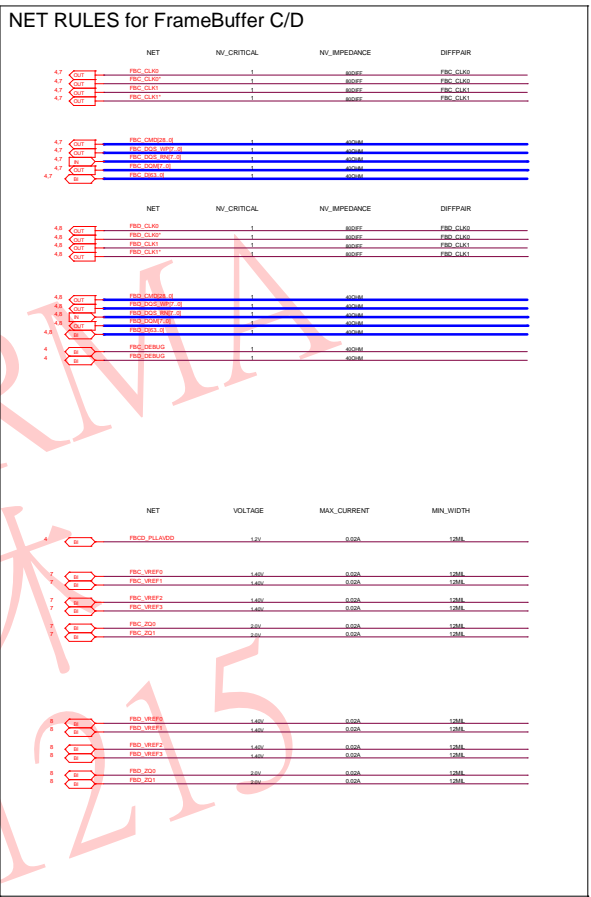 NET RULES for FrameBuffer C/D
NET NV_CRITICAL NV_IMPEDANCE DIFFPAIR
4,7 OUT FBC_CLK0 1 80DIFF FBC_CLK0
4,7 OUT FBC_CLK0* 1 80DIFF FBC_CLK0
4,7 OUT FBC_CLK1 1 80DIFF FBC_CLK1
4,7 OUT FBC_CLK1* 1 80DIFF FBC_CLK1
4,7 OUT FBC_CMD[28..0] 1 40OHM
4,7 OUT FBC_DQS_WP[7..0] 1 40OHM
4,7 IN FBC_DQS_RN[7..0] 1 40OHM
4,7 OUT FBC_DQM[7..0] 1 40OHM
4,7 BI FBC_D[63..0] 1 40OHM
NET NV_CRITICAL NV_IMPEDANCE DIFFPAIR
4,8 OUT FBD_CLK0 1 80DIFF FBD_CLK0
4,8 OUT FBD_CLK0* 1 80DIFF FBD_CLK0
4,8 OUT FBD_CLK1 1 80DIFF FBD_CLK1
4,8 OUT FBD_CLK1* 1 80DIFF FBD_CLK1
4,8 OUT FBD_CMD[28..0] 1 40OHM
4,8 OUT FBD_DQS_WP[7..0] 1 40OHM
4,8 IN FBD_DQS_RN[7..0] 1 40OHM
4,8 OUT FBD_DQM[7..0] 1 40OHM
4,8 BI FBD_D[63..0] 1 40OHM
4 BI FBC_DEBUG 1 40OHM
4 BI FBD_DEBUG 1 40OHM
NET VOLTAGE MAX_CURRENT MIN_WIDTH
4 BI FBCD_PLLAVDD 1.2V 0.02A 12MIL
7 BI FBC_VREF0 1.40V 0.02A 12MIL
7 BI FBC_VREF1 1.40V 0.02A 12MIL
7 BI FBC_VREF2 1.40V 0.02A 12MIL
7 BI FBC_VREF3 1.40V 0.02A 12MIL
7 BI FBC_ZQ0 2.0V 0.02A 12MIL
7 BI FBC_ZQ1 2.0V 0.02A 12MIL
8 BI FBD_VREF0 1.40V 0.02A 12MIL
8 BI FBD_VREF1 1.40V 0.02A 12MIL
8 BI FBD_VREF2 1.40V 0.02A 12MIL
8 BI FBD_VREF3 1.40V 0.02A 12MIL
8 BI FBD_ZQ0 2.0V 0.02A 12MIL
8 BI FBD_ZQ1 2.0V 0.02A 12MIL
RMA
1215